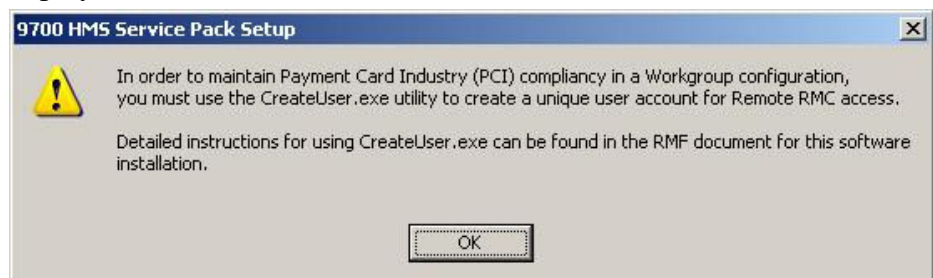 9700 HMS Service Pack Setup
In order to maintain Payment Card Industry (PCI) compliancy in a Workgroup configuration,
you must use the CreateUser.exe utility to create a unique user account for Remote RMC access.
Detailed instructions for using CreateUser.exe can be found in the RMF document for this software
installation.
OK